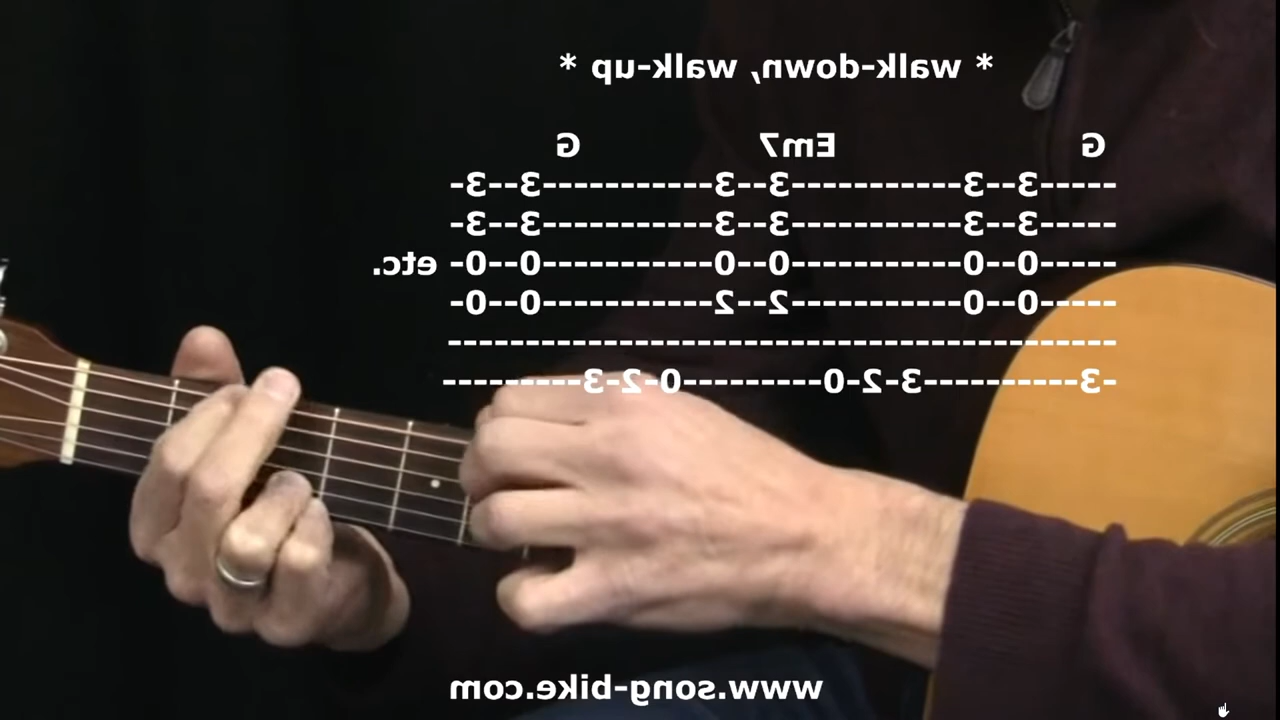 * walk-down, walk-up *
G Em7 G
-----3--3-----------3--3-----------3--3-
-----3--3-----------3--3-----------3--3-
-----0--0-----------0--0-----------0--0- etc.
-----0--0-----------2--2-----------0--0-
-------------------------------------------
-3----------3-2-0---------0-2-3---------
www.song-bike.com